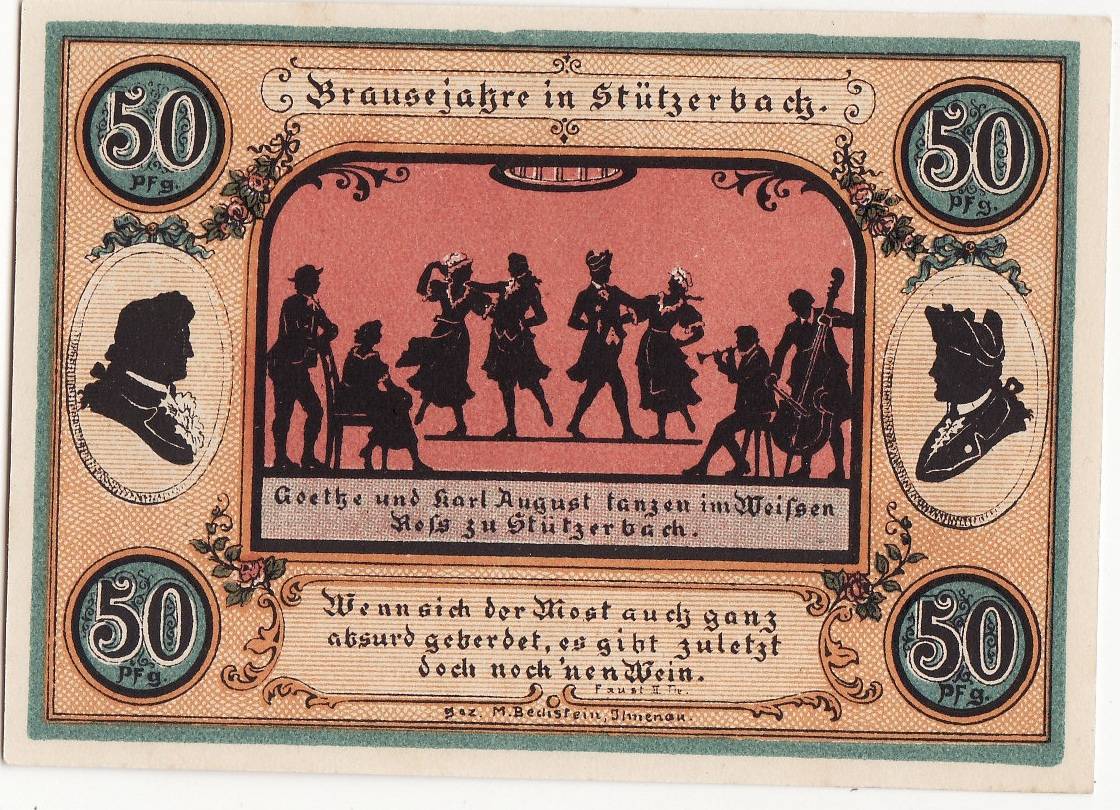 50 Pfg.
Brausejahre in Stützerbach.
50 Pfg.
Goethe und Karl August tanzen im Weissen
Ross zu Stützerbach.
50 Pfg.
Wenn sich der Most auch ganz
absurd geberdet, es gibt zuletzt
doch noch 'nen Wein.
Faust II. Tl.
50 Pfg.
gez. M. Bechstein, Ilmenau.